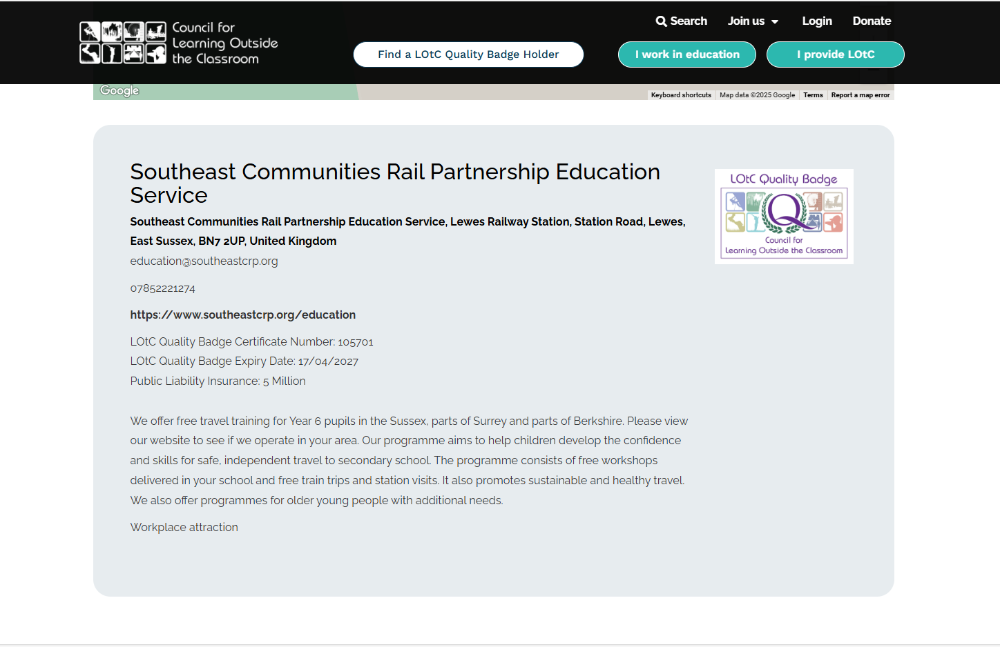 Council for
Learning Outside
the Classroom
Search
Join us
Login
Donate
Find a LOtC Quality Badge Holder
I work in education
I provide LOtC
Google
Keyboard shortcuts
Map data ©2025 Google
Terms
Report a map error
Southeast Communities Rail Partnership Education
Service
Southeast Communities Rail Partnership Education Service, Lewes Railway Station, Station Road, Lewes,
East Sussex, BN7 2UP, United Kingdom
education@southeastcrp.org
07852221274
https://www.southeastcrp.org/education
LOtC Quality Badge Certificate Number: 105701
LOtC Quality Badge Expiry Date: 17/04/2027
Public Liability Insurance: 5 Million
We offer free travel training for Year 6 pupils in the Sussex, parts of Surrey and parts of Berkshire. Please view
our website to see if we operate in your area. Our programme aims to help children develop the confidence
and skills for safe, independent travel to secondary school. The programme consists of free workshops
delivered in your school and free train trips and station visits. It also promotes sustainable and healthy travel.
We also offer programmes for older young people with additional needs.
Workplace attraction
LOtC Quality Badge
Q
Council for
Learning Outside the Classroom